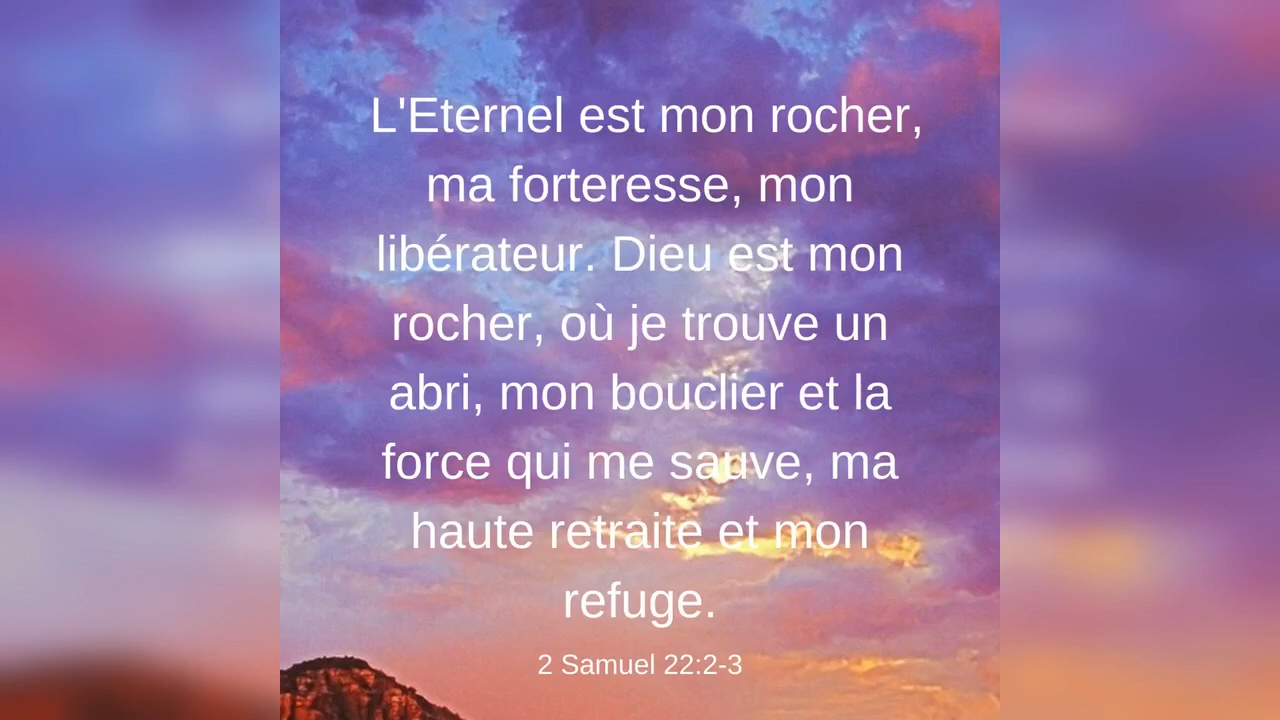 L'Eternel est mon rocher,
ma forteresse, mon
libérateur. Dieu est mon
rocher, où je trouve un
abri, mon bouclier et la
force qui me sauve, ma
haute retraite et mon
refuge.
2 Samuel 22:2-3